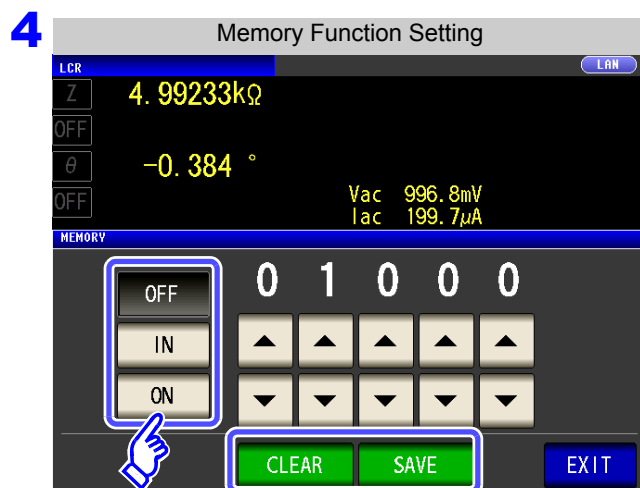 4
Memory Function Setting
LCR LAN
Z 4.99233kΩ
OFF
θ -0.384 °
OFF Vac 996.8mV
Iac 199.7μA
MEMORY
OFF 0 1 0 0 0
IN
ON
CLEAR SAVE EXIT